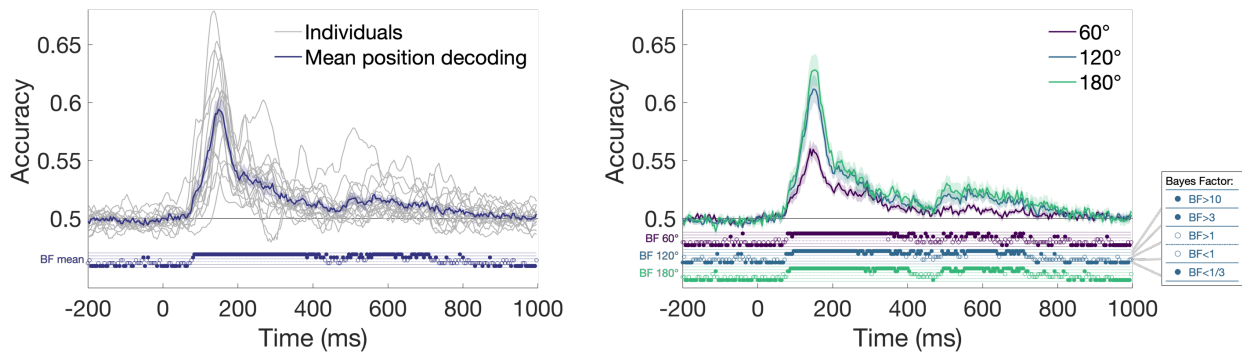 Accuracy
0.65
0.6
0.55
0.5
Individuals
Mean position decoding
BF mean
-200 0 200 400 600 800 1000
Time (ms)
Accuracy
0.65
0.6
0.55
0.5
60°
120°
180°
BF 60°
BF 120°
BF 180°
-200 0 200 400 600 800 1000
Time (ms)
Bayes Factor:
BF>10
BF>3
BF>1
BF<1
BF<1/3